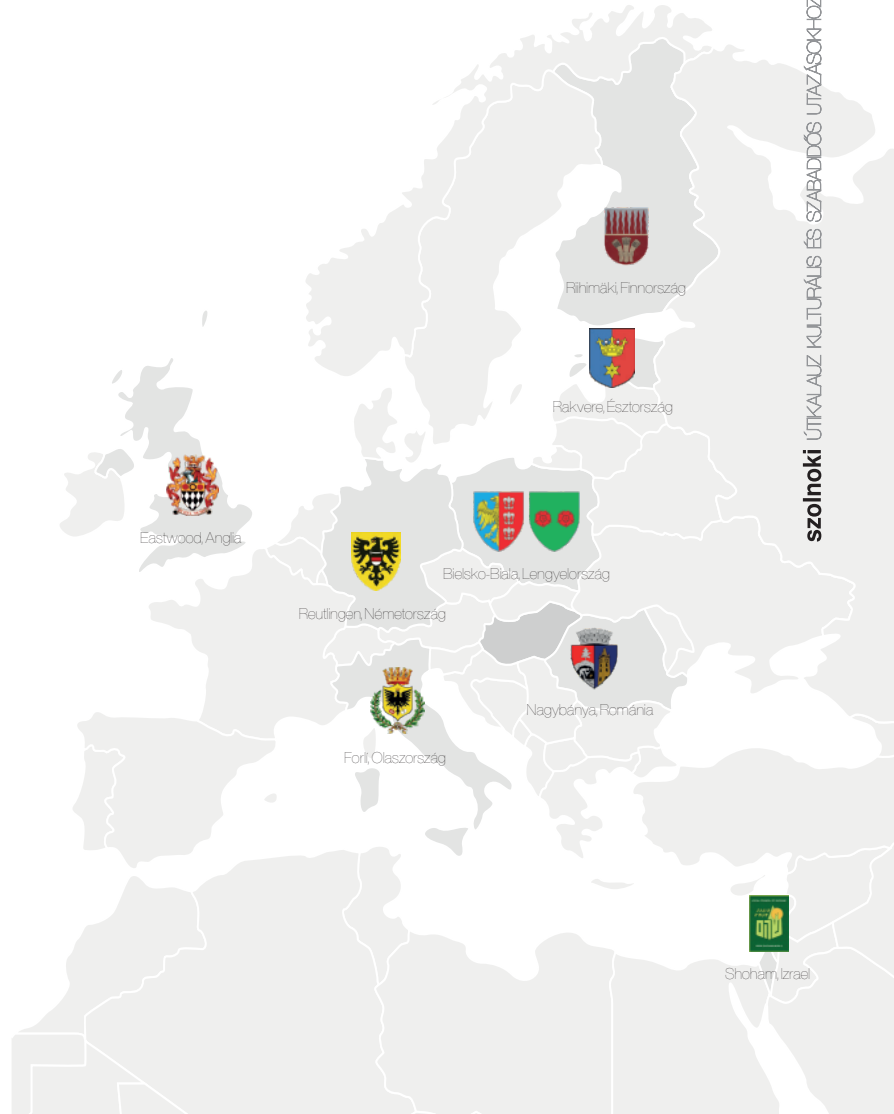 szolnoki ÚTIKALAUZ KULTURÁLIS ÉS SZABADIDŐS UTAZÁSOKHOZ
Riihimäki, Finnország
Rakvere, Észtország
Eastwood, Anglia
Bielsko-Biala, Lengyelország
Reutlingen, Németország
Nagybánya, Románia
Forlí, Olaszország
Shoham, Izrael